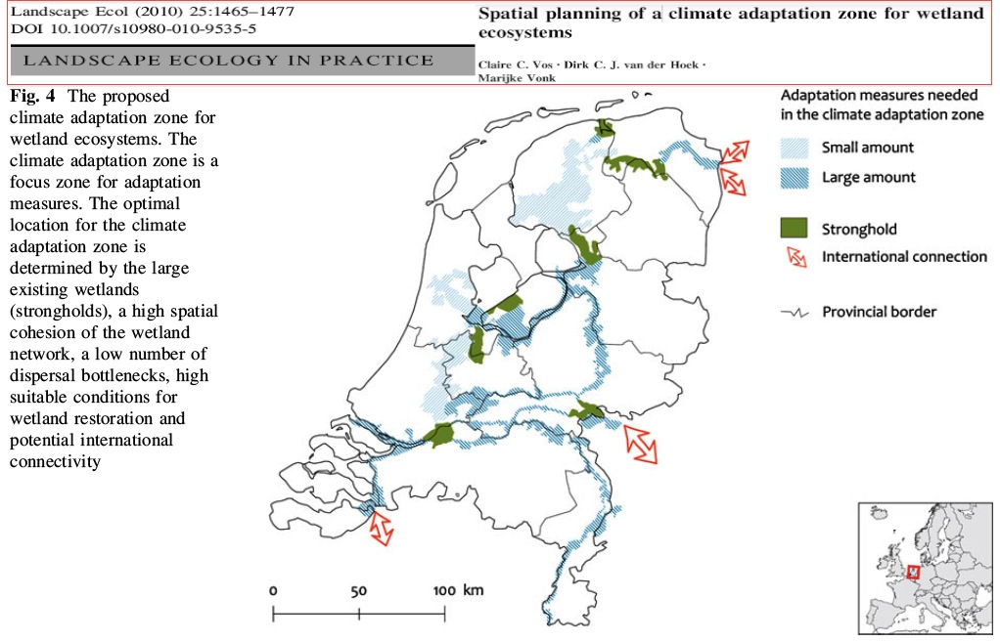 Landscape Ecol (2010) 25:1465–1477
DOI 10.1007/s10980-010-9535-5
LANDSCAPE ECOLOGY IN PRACTICE
Spatial planning of a climate adaptation zone for wetland
ecosystems
Claire C. Vos · Dirk C. J. van der Hoek ·
Marijke Vonk
Fig. 4 The proposed
climate adaptation zone for
wetland ecosystems. The
climate adaptation zone is a
focus zone for adaptation
measures. The optimal
location for the climate
adaptation zone is
determined by the large
existing wetlands
(strongholds), a high spatial
cohesion of the wetland
network, a low number of
dispersal bottlenecks, high
suitable conditions for
wetland restoration and
potential international
connectivity
Adaptation measures needed
in the climate adaptation zone
Small amount
Large amount
Stronghold
International connection
Provincial border
0 50 100 km